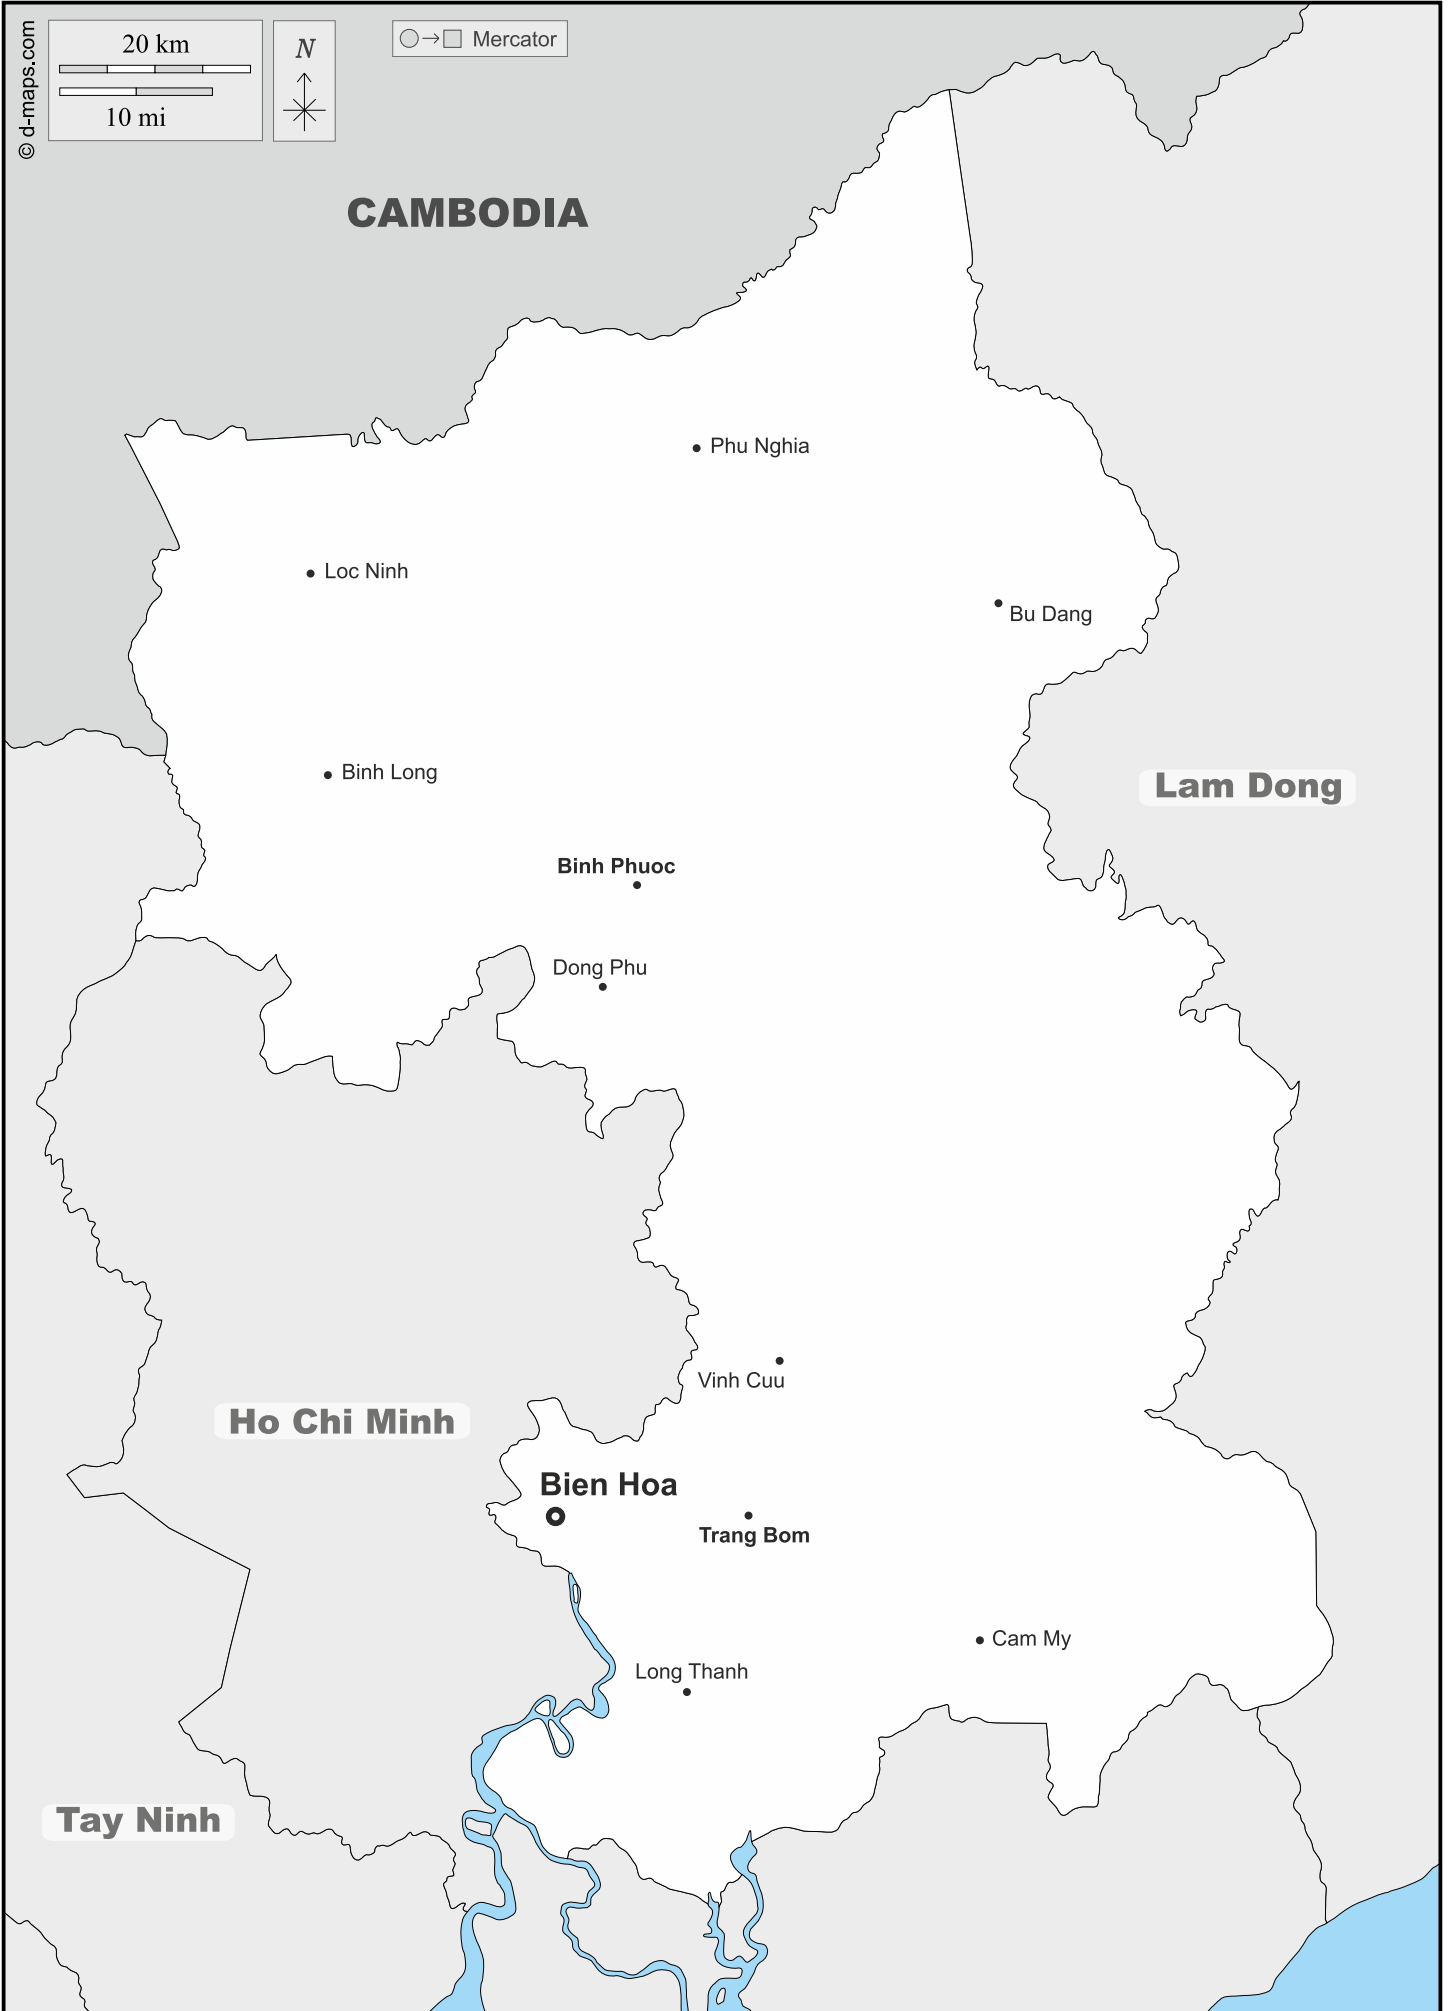 © d-maps.com
20 km
10 mi
N
Mercator
CAMBODIA
Phu Nghia
Loc Ninh
Bu Dang
Binh Long
Lam Dong
Binh Phuoc
Dong Phu
Vinh Cuu
Ho Chi Minh
Bien Hoa
Trang Bom
Cam My
Long Thanh
Tay Ninh